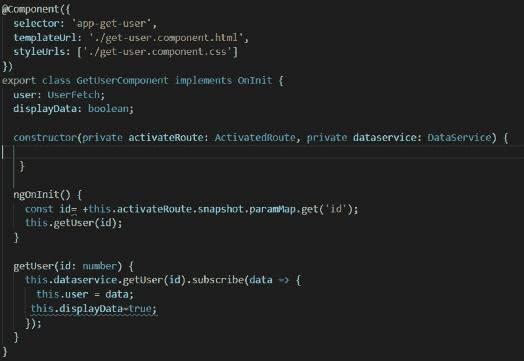 @Component({
  selector: 'app-get-user',
  templateUrl: './get-user.component.html',
  styleUrls: ['./get-user.component.css']
})
export class GetUserComponent implements OnInit {
  user: UserFetch;
  displayData: boolean;
  constructor(private activateRoute: ActivatedRoute, private dataservice: DataService) {
   }
  ngOnInit() {
    const id= +this.activateRoute.snapshot.paramMap.get('id');
    this.getUser(id);
  }
  getUser(id: number) {
    this.dataservice.getUser(id).subscribe(data => {
      this.user = data;
     this.displayData=true;
    });
  }
}